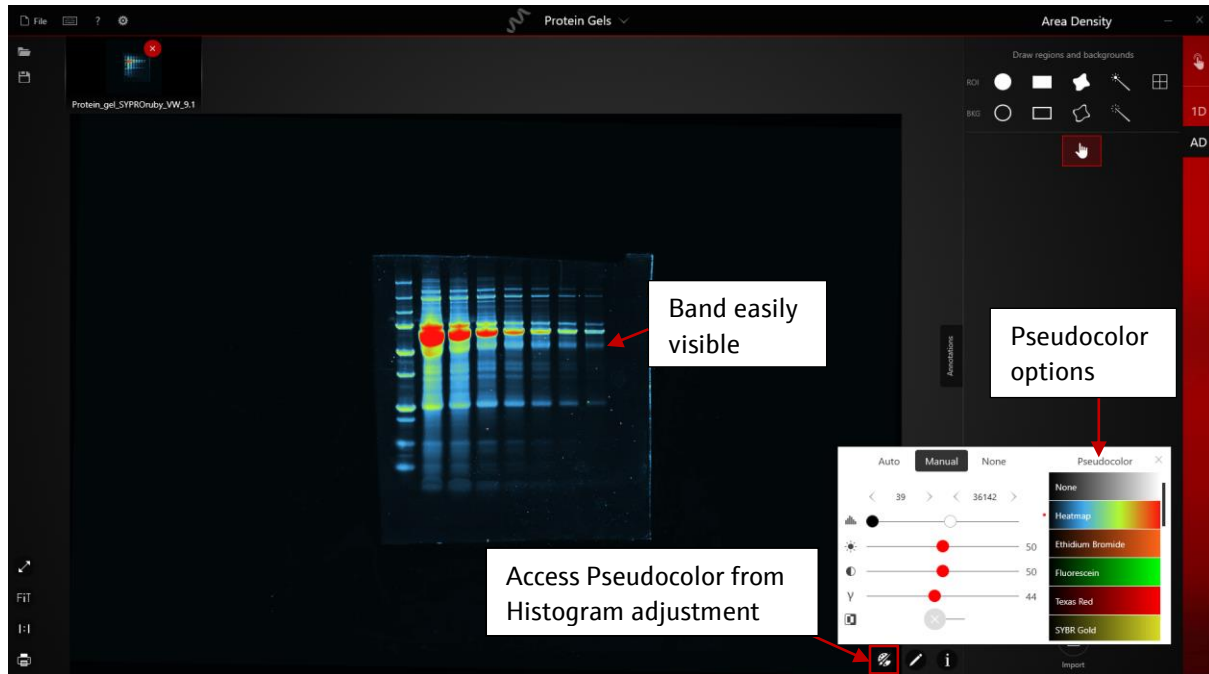 File
?
Protein Gels
Area Density
Protein_gel_SYPROruby_VW_9.1
Draw regions and backgrounds
ROI
BKG
1D
AD
Band easily
visible
Annotations
Pseudocolor
options
Auto Manual None
Pseudocolor
39
36142
None
Heatmap
50
Ethidium Bromide
50
Fluorescein
γ
44
Texas Red
SYBR Gold
Access Pseudocolor from
Histogram adjustment
FiT
1:1
i
Import